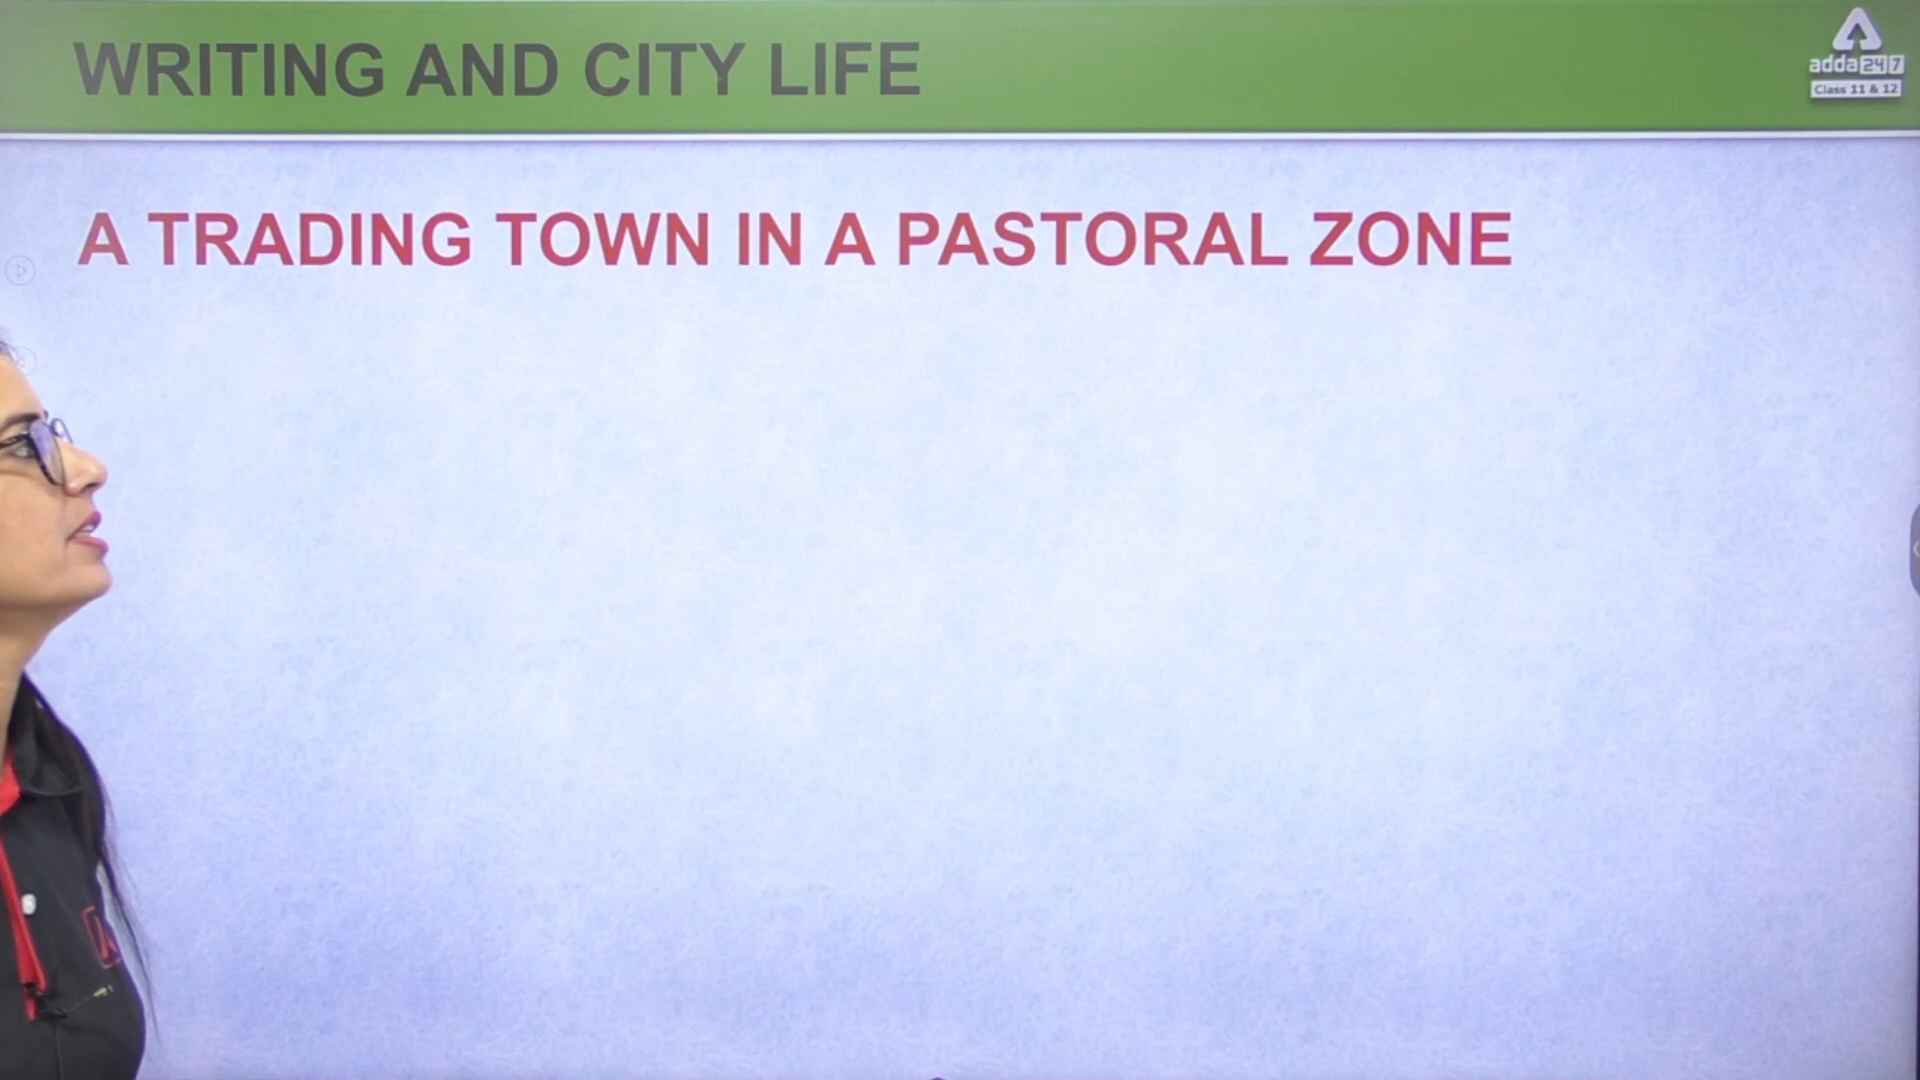 WRITING AND CITY LIFE
adda247
Class 11 & 12
A TRADING TOWN IN A PASTORAL ZONE